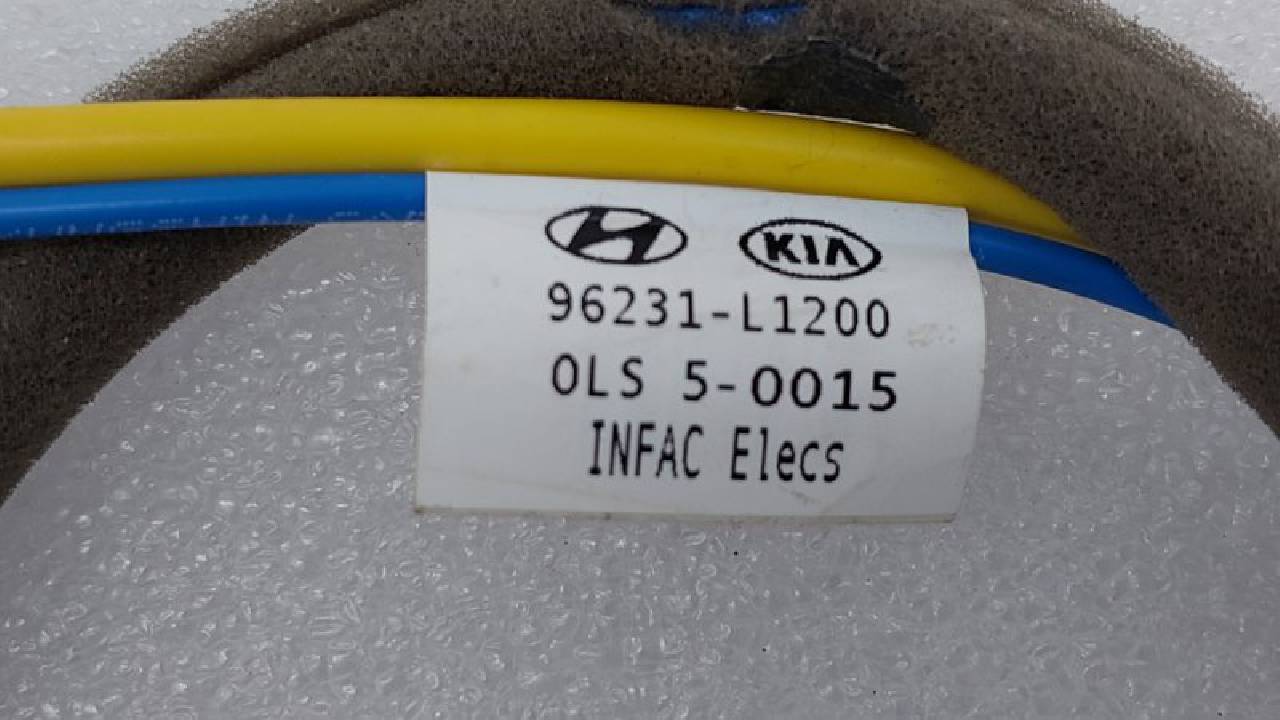 KIA
96231-L1200
OLS 5-0015
INFAC Elecs